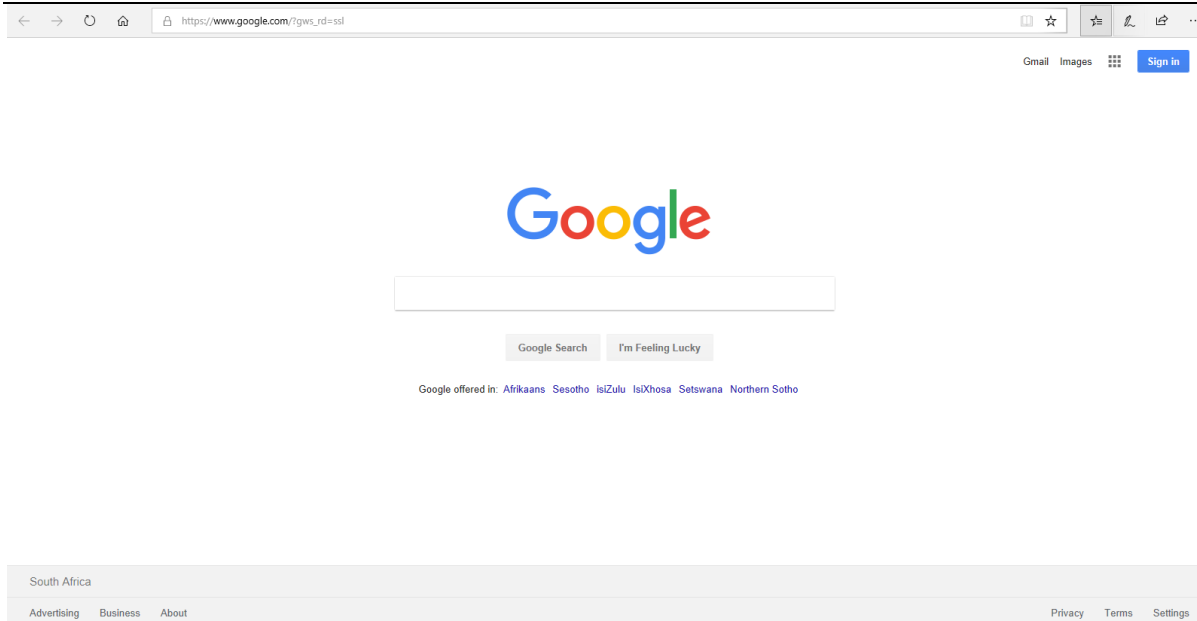 https://www.google.com/?gws_rd=ssl
Gmail Images Sign in
Google
Google Search I'm Feeling Lucky
Google offered in: Afrikaans Sesotho isiZulu IsiXhosa Setswana Northern Sotho
South Africa
Advertising Business About Privacy Terms Settings